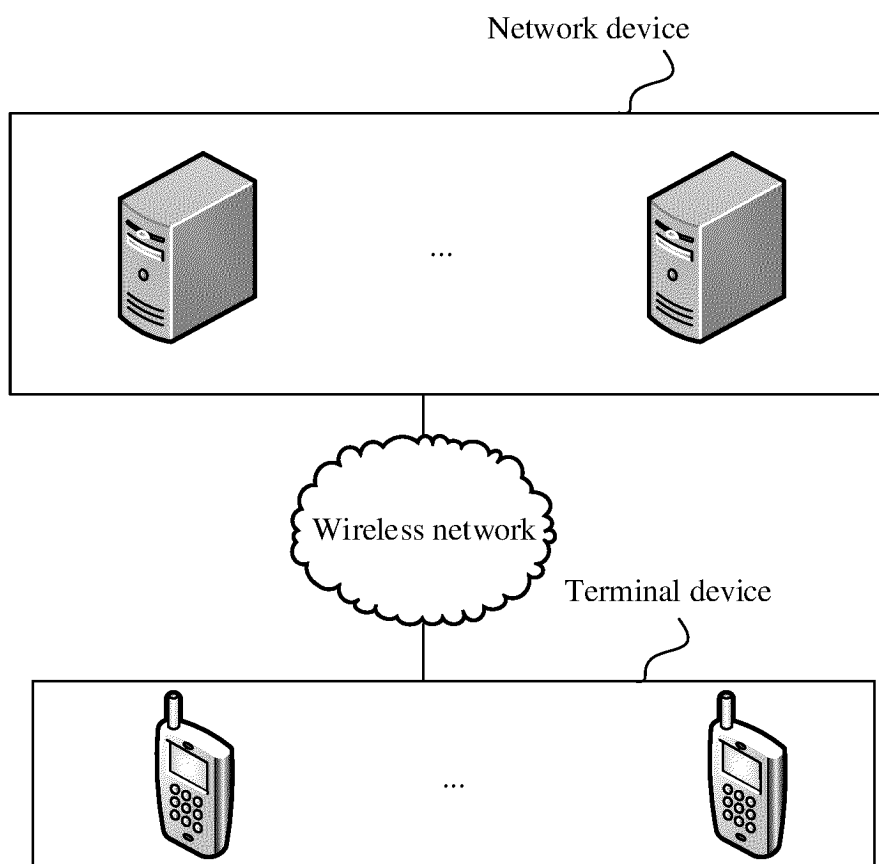 Network device
...
Wireless network
Terminal device
...